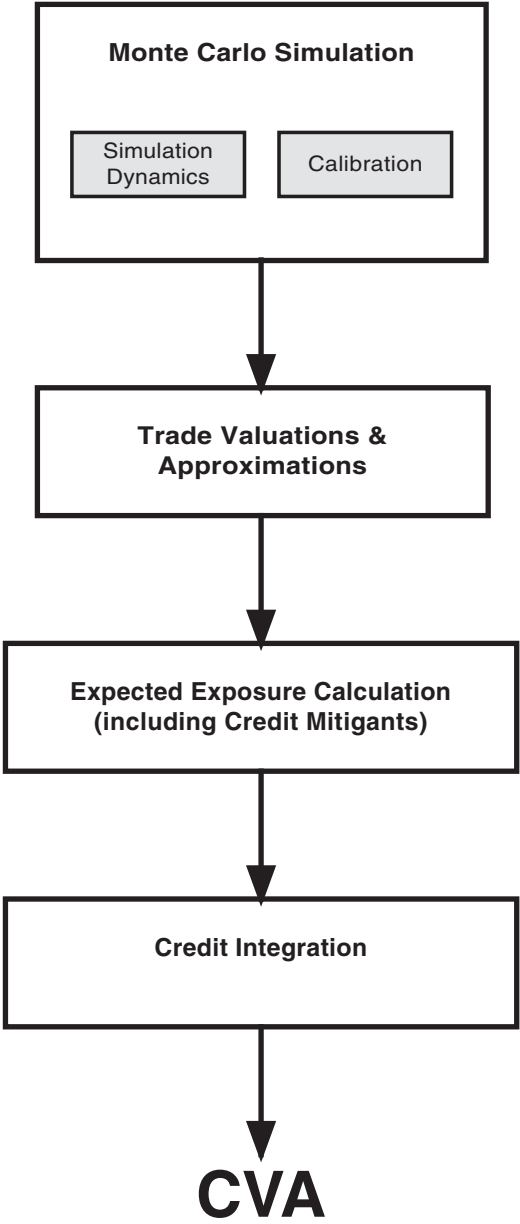 Monte Carlo Simulation
Simulation
Dynamics
Calibration
Trade Valuations &
Approximations
Expected Exposure Calculation
(including Credit Mitigants)
Credit Integration
CVA